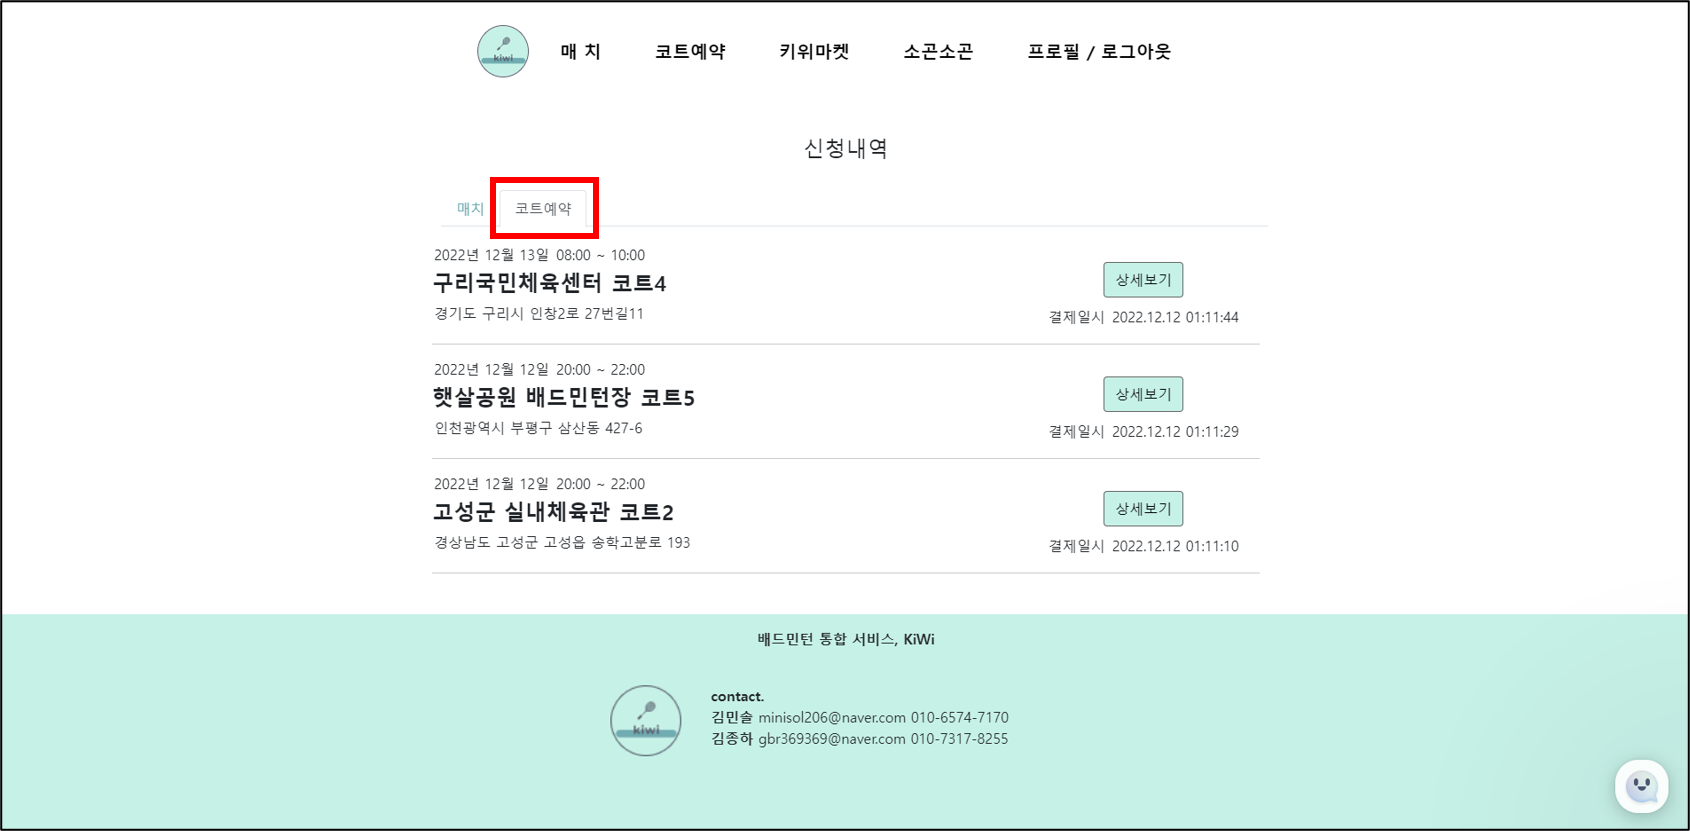 kiwi
매 치 코트예약 키위마켓 소곤소곤 프로필 / 로그아웃
신청내역
매치 코트예약
2022년 12월 13일 08:00 ~ 10:00
구리국민체육센터 코트4
경기도 구리시 인창2로 27번길11
상세보기
결제일시 2022.12.12 01:11:44
2022년 12월 12일 20:00 ~ 22:00
햇살공원 배드민턴장 코트5
인천광역시 부평구 삼산동 427-6
상세보기
결제일시 2022.12.12 01:11:29
2022년 12월 12일 20:00 ~ 22:00
고성군 실내체육관 코트2
경상남도 고성군 고성읍 송학고분로 193
상세보기
결제일시 2022.12.12 01:11:10
배드민턴 통합 서비스, KiWi
kiwi
contact.
김민솔 minisol206@naver.com 010-6574-7170
김종하 gbr369369@naver.com 010-7317-8255